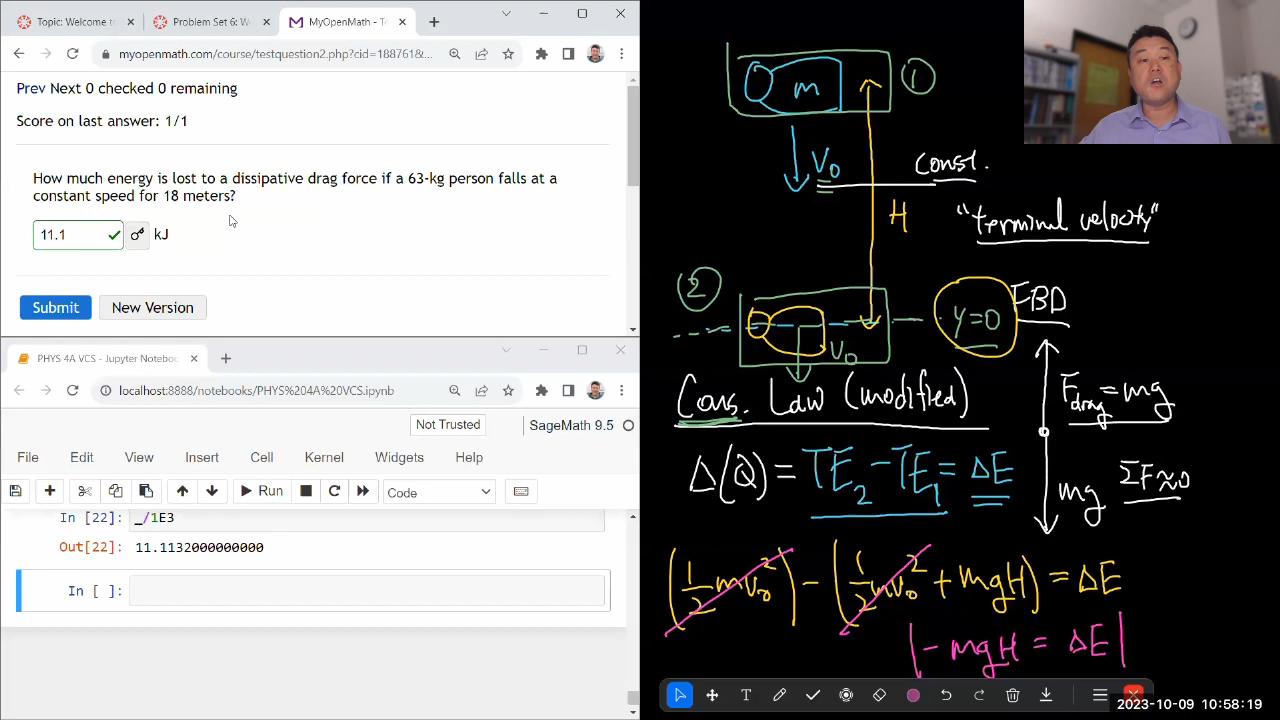 Topic: Welcome t
Problem Set 6: W
MyOpenMath - Te
myopenmath.com/course/testquestion2.php?cid=188761&...
Prev Next 0 checked 0 remaining
Score on last answer: 1/1
How much energy is lost to a dissipative drag force if a 63-kg person falls at a
constant speed for 18 meters?
11.1
kJ
Submit
New Version
PHYS 4A VCS - Jupyter Notebo
localhost:8888/notebooks/PHYS%204A%20VCS.ipynb
Not Trusted
SageMath 9.5
File Edit View Insert Cell Kernel Widgets Help
Run
Code
In [22]: _/1E3
Out[22]: 11.1132000000000
In [ ]:
m
1
V₀
const.
H
"terminal velocity"
2
V₀
y=0
FBD
F_drag = mg
mg
ΣF≈0
Cons. Law (modified)
Δ(Q) = TE₂ - TE₁ = ΔE
(1/2 mv₀²) - (1/2 mv₀² + mgH) = ΔE
|- mgH = ΔE|
T
2023-10-09 10:58:19